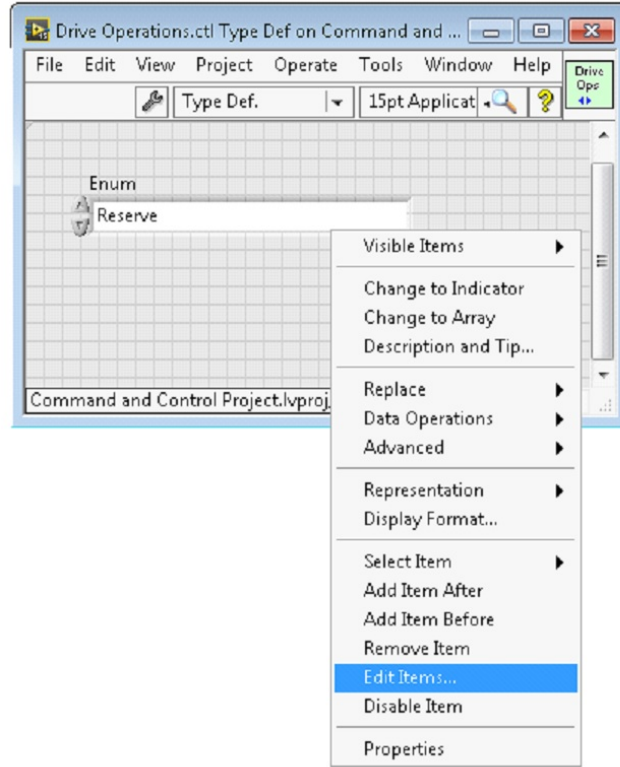 Drive Operations.ctl Type Def on Command and ...
File Edit View Project Operate Tools Window Help
Drive
Ops
Type Def.
15pt Applicat
?
Enum
Reserve
Command and Control Project.lvproj
Visible Items
Change to Indicator
Change to Array
Description and Tip...
Replace
Data Operations
Advanced
Representation
Display Format...
Select Item
Add Item After
Add Item Before
Remove Item
Edit Items...
Disable Item
Properties